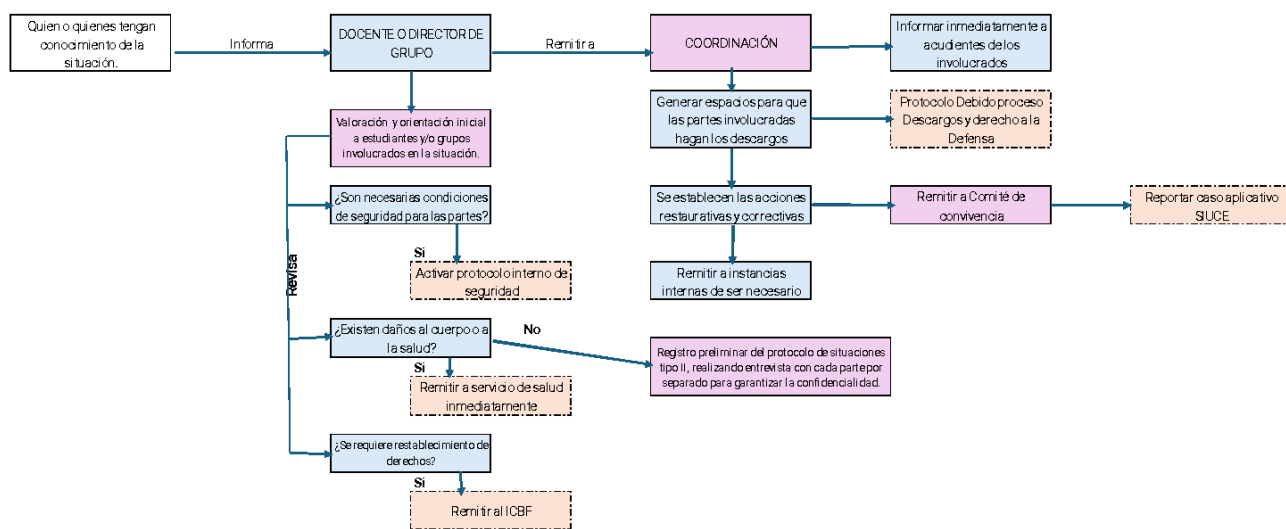 Quien o quienes tengan
conocimiento de la
situación.
Informa
DOCENTE O DIRECTOR DE
GRUPO
Remitir a
COORDINACIÓN
Informar inmediatamente a
acudientes de los
involucrados
Valoración y orientación inicial
a estudiantes y/o grupos
involucrados en la situación.
Generar espacios para que
las partes involucradas
hagan los descargos
Protocolo Debido proceso
Descargos y derecho a la
Defensa
Revisa
¿Son necesarias condiciones
de seguridad para las partes?
Si
Activar protocolo interno de
seguridad
Se establecen las acciones
restaurativas y correctivas
Remitir a Comité de
convivencia
Reportar caso aplicativo
SIUCE
Remitir a instancias
internas de ser necesario
¿Existen daños al cuerpo o a
la salud?
No
Si
Remitir a servicio de salud
inmediatamente
Registro preliminar del protocolo de situaciones
tipo II, realizando entrevista con cada parte por
separado para garantizar la confidencialidad.
¿Se requiere restablecimiento de
derechos?
Si
Remitir al ICBF